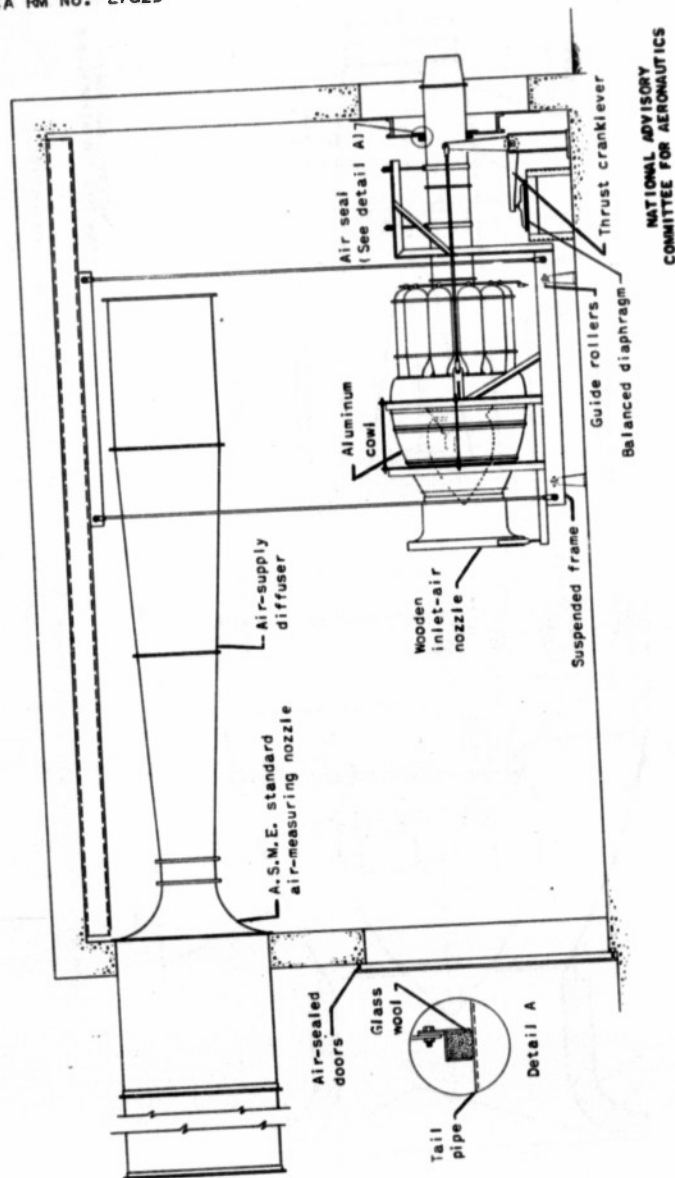 RM NO.
Air seal
(See detail A)
Aluminum
cowl
Air-supply
diffuser
Wooden
inlet-air
nozzle
A.S.M.E. standard
air-measuring nozzle
Suspended frame
Guide rollers
Balanced diaphragm
Thrust cranklever
Air-sealed
doors
Glass
wool
Tail
pipe
Detail A
NATIONAL ADVISORY
COMMITTEE FOR AERONAUTICS